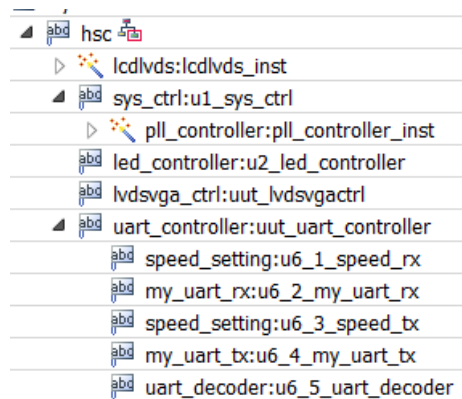 hsc
lcdlvds:lcdlvds_inst
sys_ctrl:u1_sys_ctrl
pll_controller:pll_controller_inst
led_controller:u2_led_controller
lvdsvga_ctrl:uut_lvdsvgactrl
uart_controller:uut_uart_controller
speed_setting:u6_1_speed_rx
my_uart_rx:u6_2_my_uart_rx
speed_setting:u6_3_speed_tx
my_uart_tx:u6_4_my_uart_tx
uart_decoder:u6_5_uart_decoder